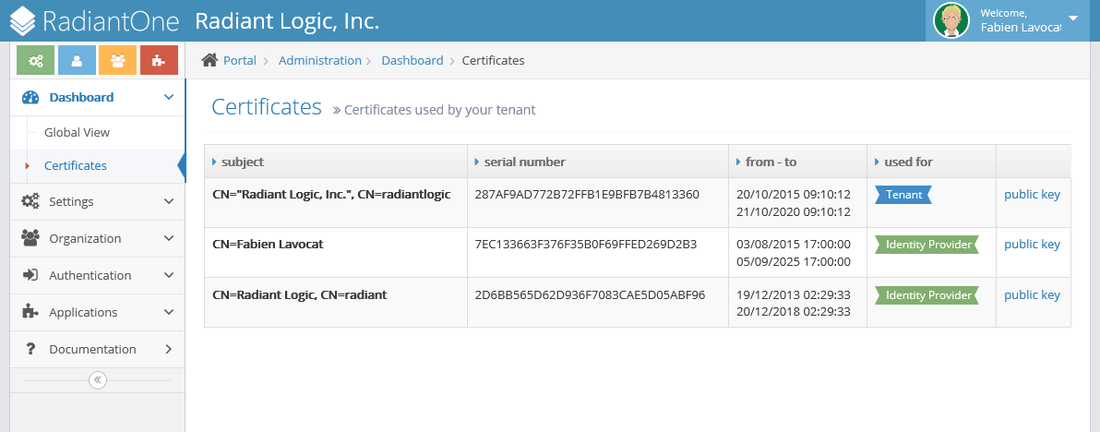 RadiantOne Radiant Logic, Inc.
Welcome,
Fabien Lavocat
Portal > Administration > Dashboard > Certificates
Dashboard
Global View
Certificates
Settings
Organization
Authentication
Applications
? Documentation
Certificates » Certificates used by your tenant
subject serial number from - to used for
CN="Radiant Logic, Inc.", CN=radiantlogic 287AF9AD772B72FFB1E9BFB7B4813360 20/10/2015 09:10:12 Tenant public key
21/10/2020 09:10:12
CN=Fabien Lavocat 7EC133663F376F35B0F69FFED269D2B3 03/08/2015 17:00:00 Identity Provider public key
05/09/2025 17:00:00
CN=Radiant Logic, CN=radiant 2D6BB565D62D936F7083CAE5D05ABF96 19/12/2013 02:29:33 Identity Provider public key
20/12/2018 02:29:33